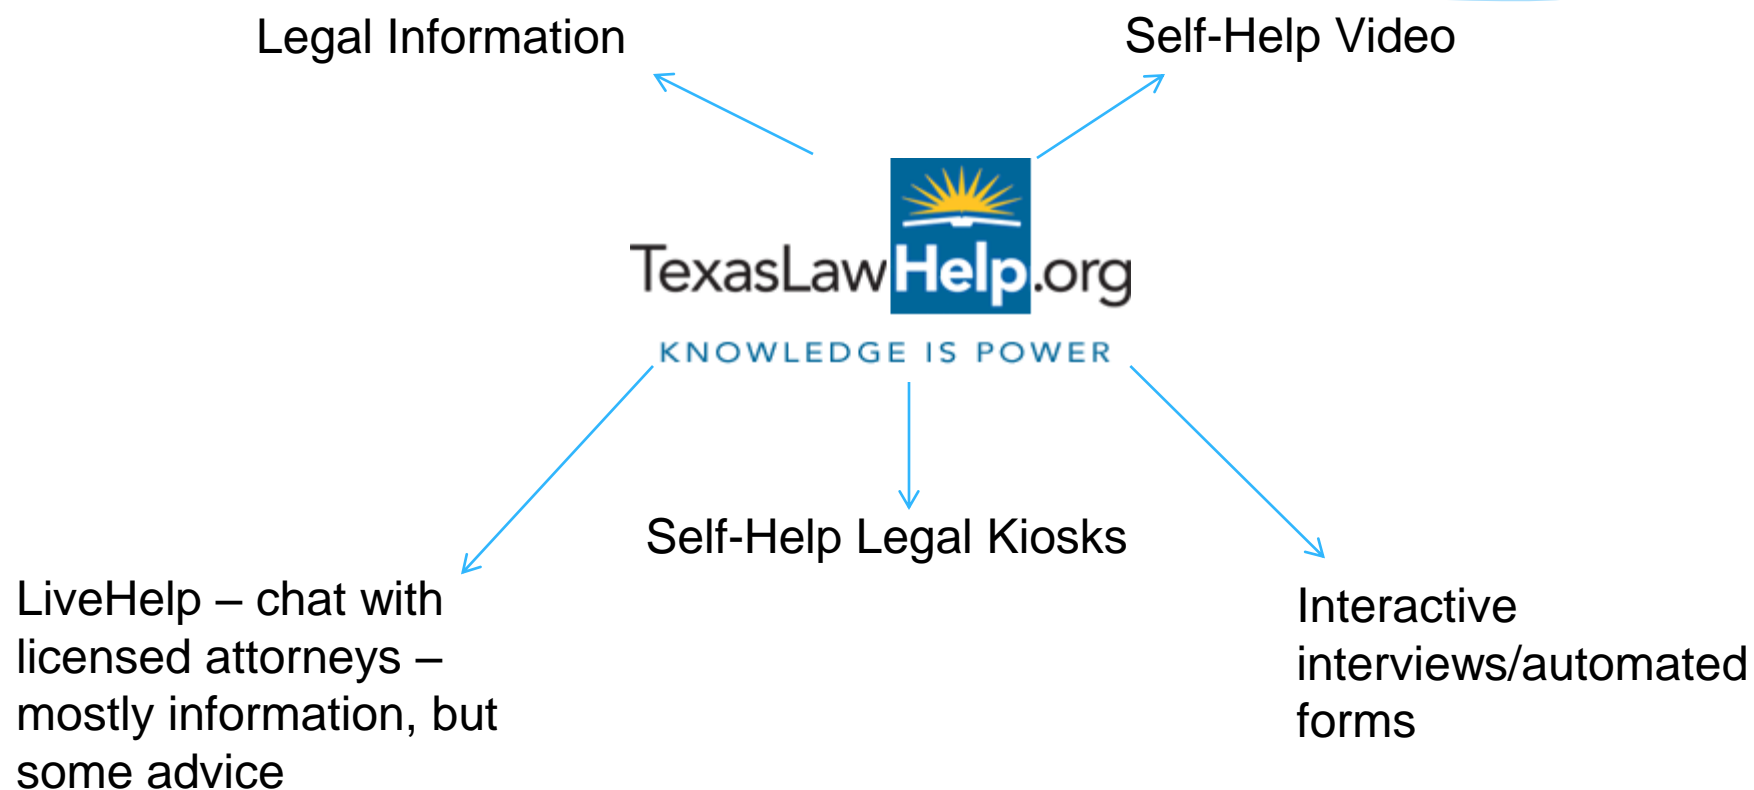 Legal Information
Self-Help Video
TexasLawHelp.org
KNOWLEDGE IS POWER
Self-Help Legal Kiosks
LiveHelp – chat with
licensed attorneys –
mostly information, but
some advice
Interactive
interviews/automated
forms